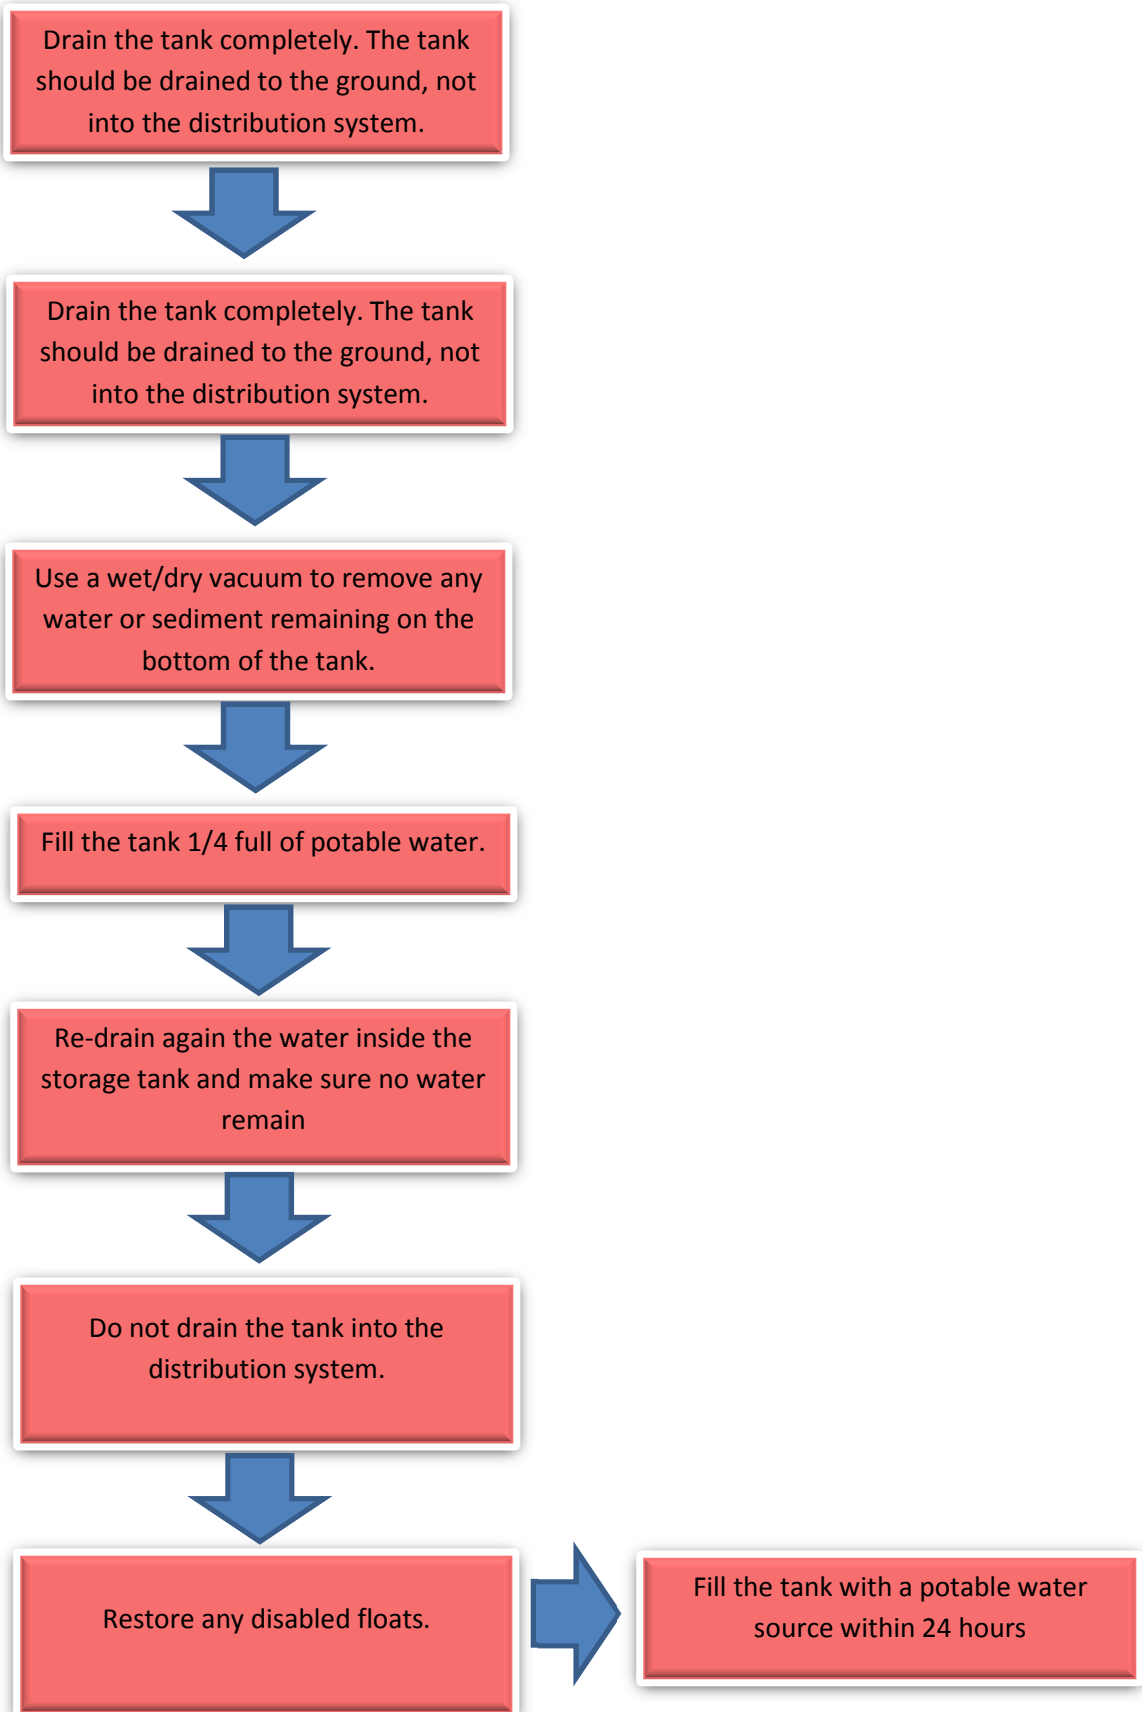 Drain the tank completely. The tank
should be drained to the ground, not
into the distribution system.
Drain the tank completely. The tank
should be drained to the ground, not
into the distribution system.
Use a wet/dry vacuum to remove any
water or sediment remaining on the
bottom of the tank.
Fill the tank 1/4 full of potable water.
Re-drain again the water inside the
storage tank and make sure no water
remain
Do not drain the tank into the
distribution system.
Restore any disabled floats.
Fill the tank with a potable water
source within 24 hours